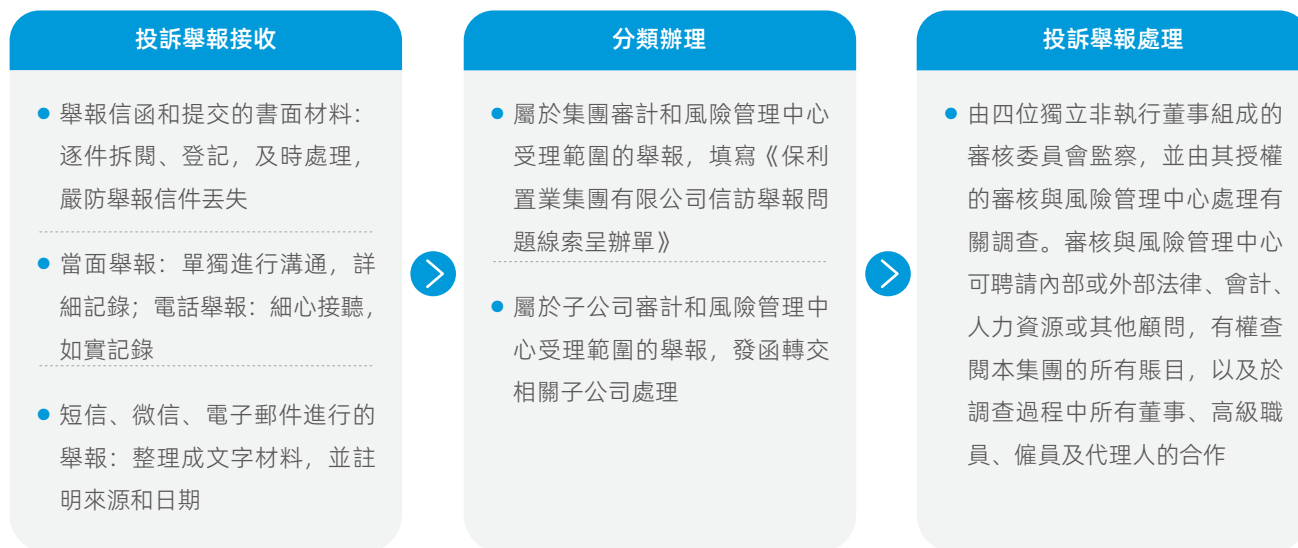 投訴舉報接收
舉報信函和提交的書面材料：
逐件拆閱、登記，及時處理，
嚴防舉報信件丟失
當面舉報：單獨進行溝通，詳
細記錄；電話舉報：細心接聽，
如實記錄
短信、微信、電子郵件進行的
舉報：整理成文字材料，並註
明來源和日期
分類辦理
屬於集團審計和風險管理中心
受理範圍的舉報，填寫《保利
置業集團有限公司信訪舉報問
題線索呈辦單》
屬於子公司審計和風險管理中
心受理範圍的舉報，發函轉交
相關子公司處理
投訴舉報處理
由四位獨立非執行董事組成的
審核委員會監察，並由其授權
的審核與風險管理中心處理有
關調查。審核與風險管理中心
可聘請內部或外部法律、會計、
人力資源或其他顧問，有權查
閱本集團的所有賬目，以及於
調查過程中所有董事、高級職
員、僱員及代理人的合作